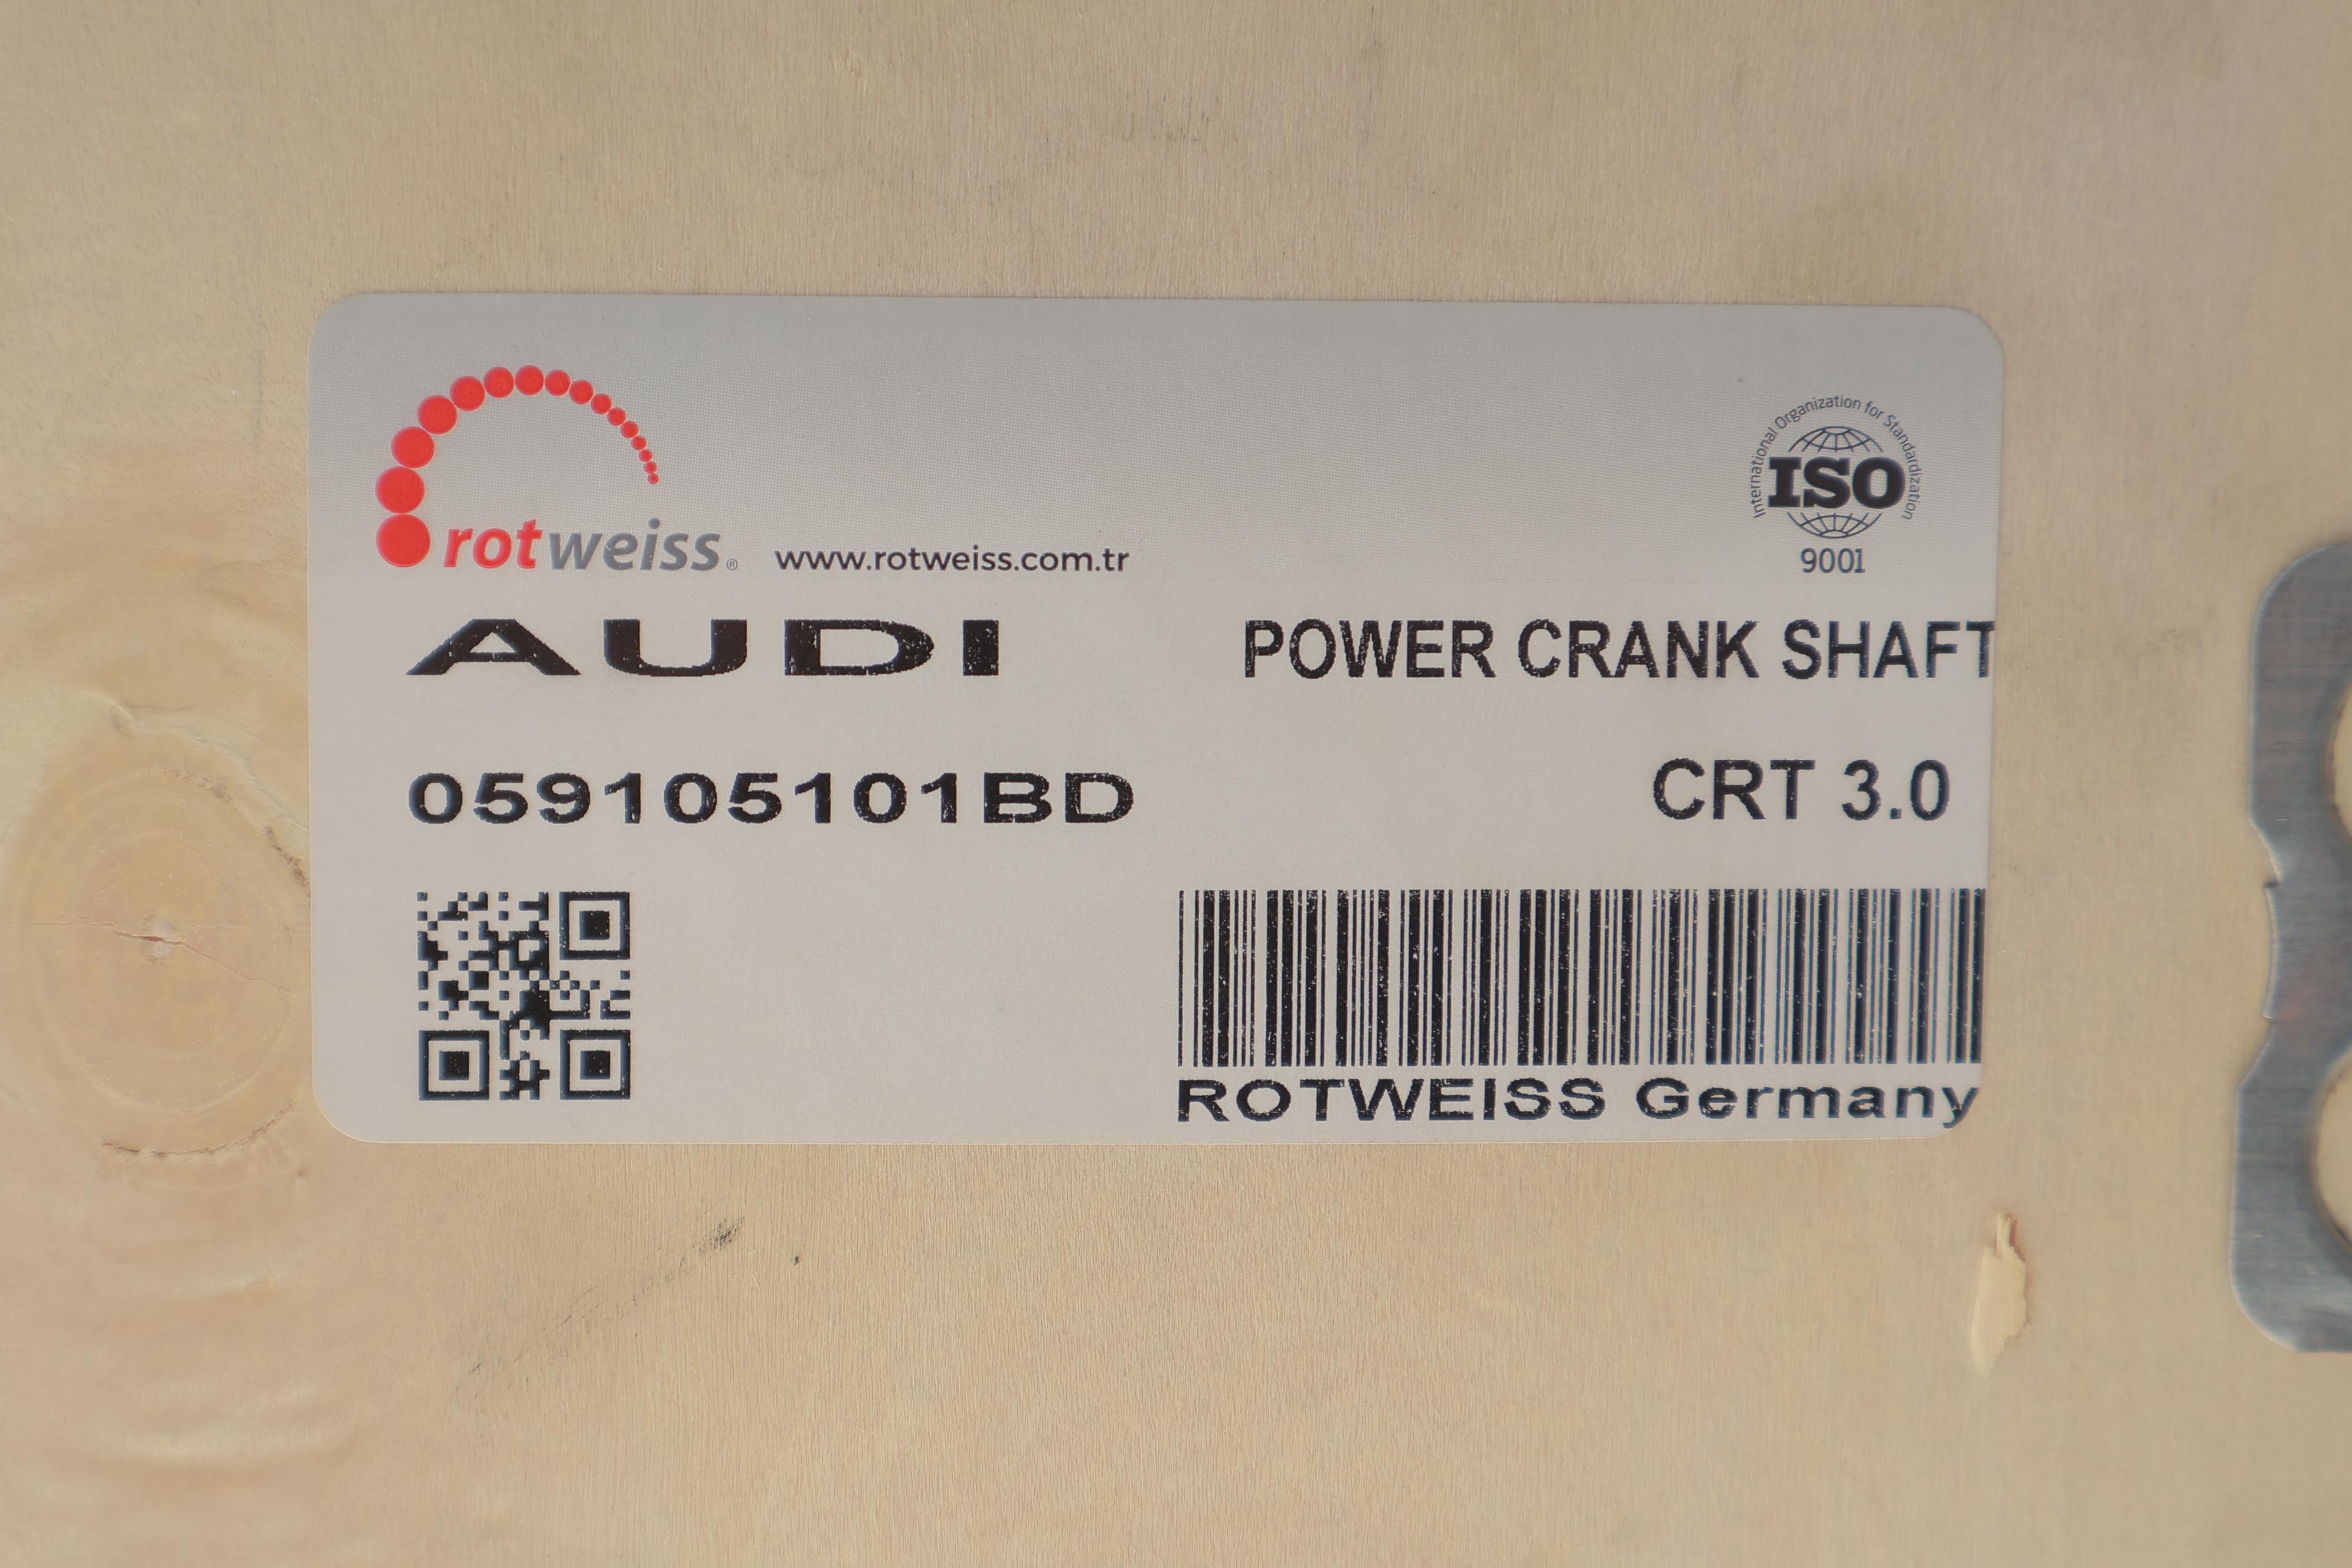 rotweiss® www.rotweiss.com.tr
International Organization for Standardization
ISO
9001
AUDI POWER CRANK SHAFT
059105101BD CRT 3.0
ROTWEISS Germany